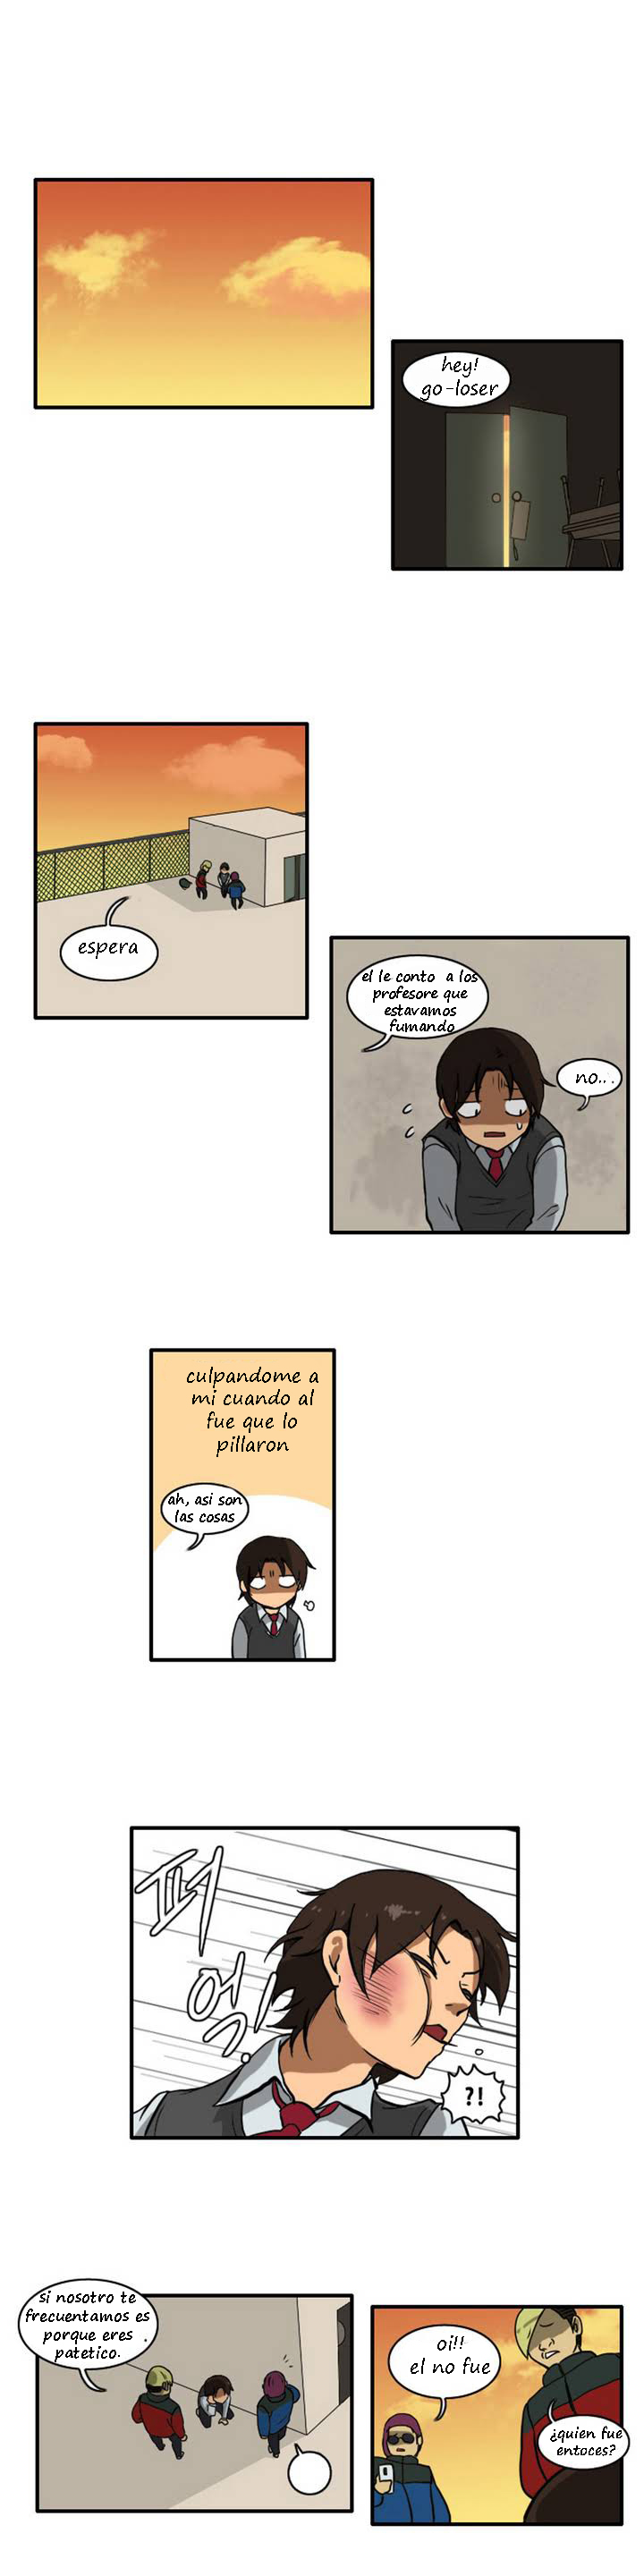 hey!
go-loser
espera
el le conto a los
profesore que
estavamos
fumando
no...
culpandome a
mi cuando al
fue que lo
pillaron
ah, asi son
las cosas
퍼
억!
?!
si nosotro te
frecuentamos es
porque eres .
patetico.
oi!!
el no fue
¿quien fue
entoces?